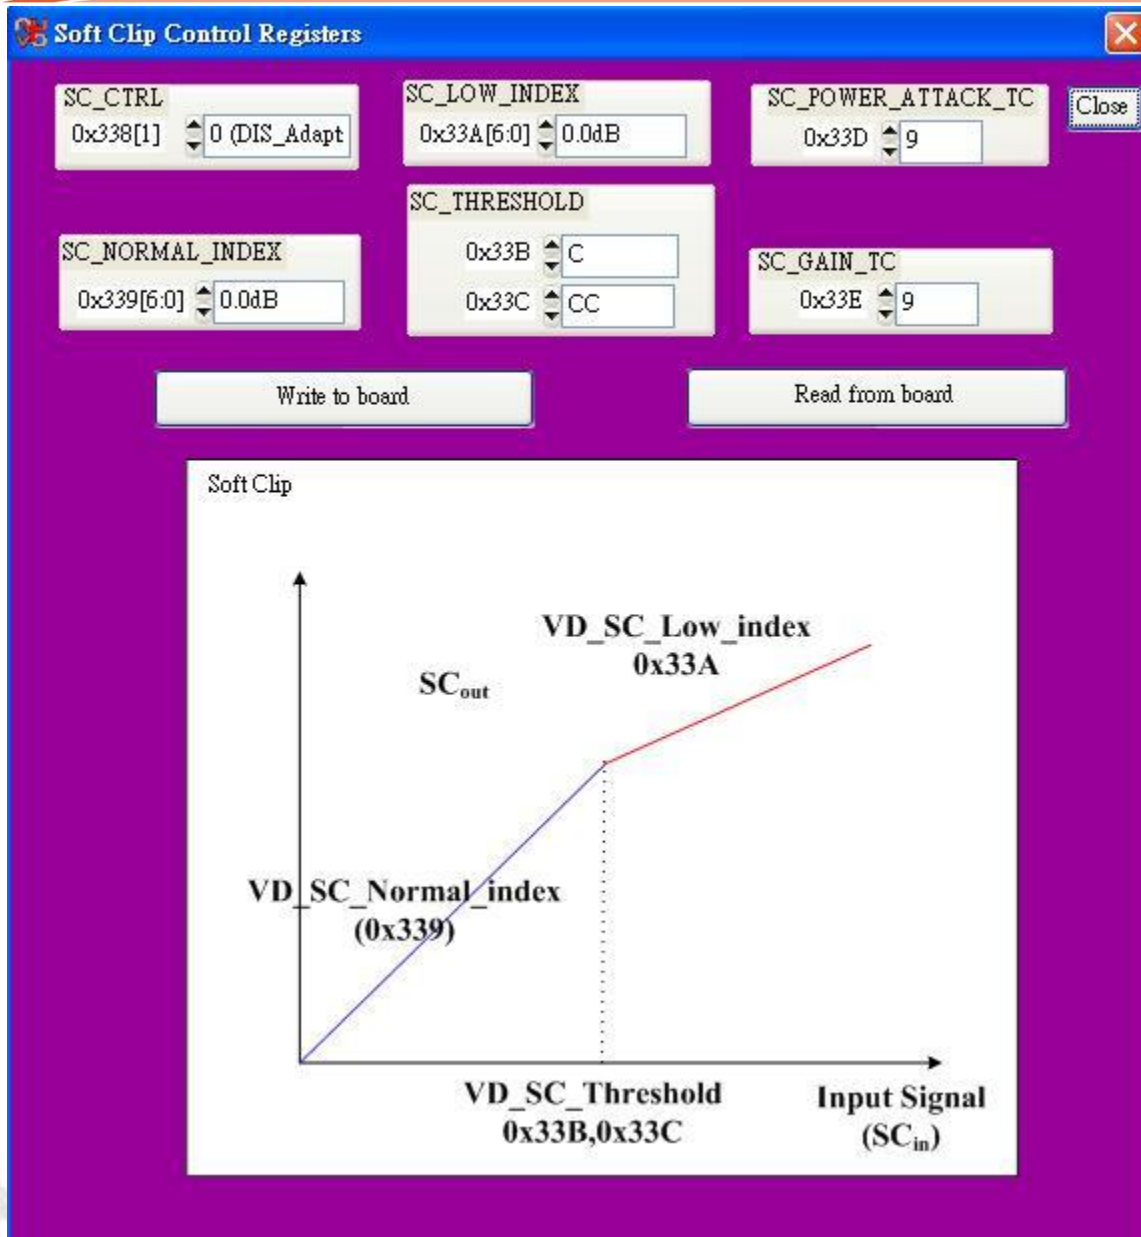 Soft Clip Control Registers
SC_CTRL
0x338[1] 0 (DIS_Adapt
SC_LOW_INDEX
0x33A[6:0] 0.0dB
SC_POWER_ATTACK_TC
0x33D 9
Close
SC_NORMAL_INDEX
0x339[6:0] 0.0dB
SC_THRESHOLD
0x33B C
0x33C CC
SC_GAIN_TC
0x33E 9
Write to board
Read from board
Soft Clip
VD_SC_Low_index
0x33A
SCout
VD_SC_Normal_index
(0x339)
VD_SC_Threshold
0x33B,0x33C
Input Signal
(SCin)